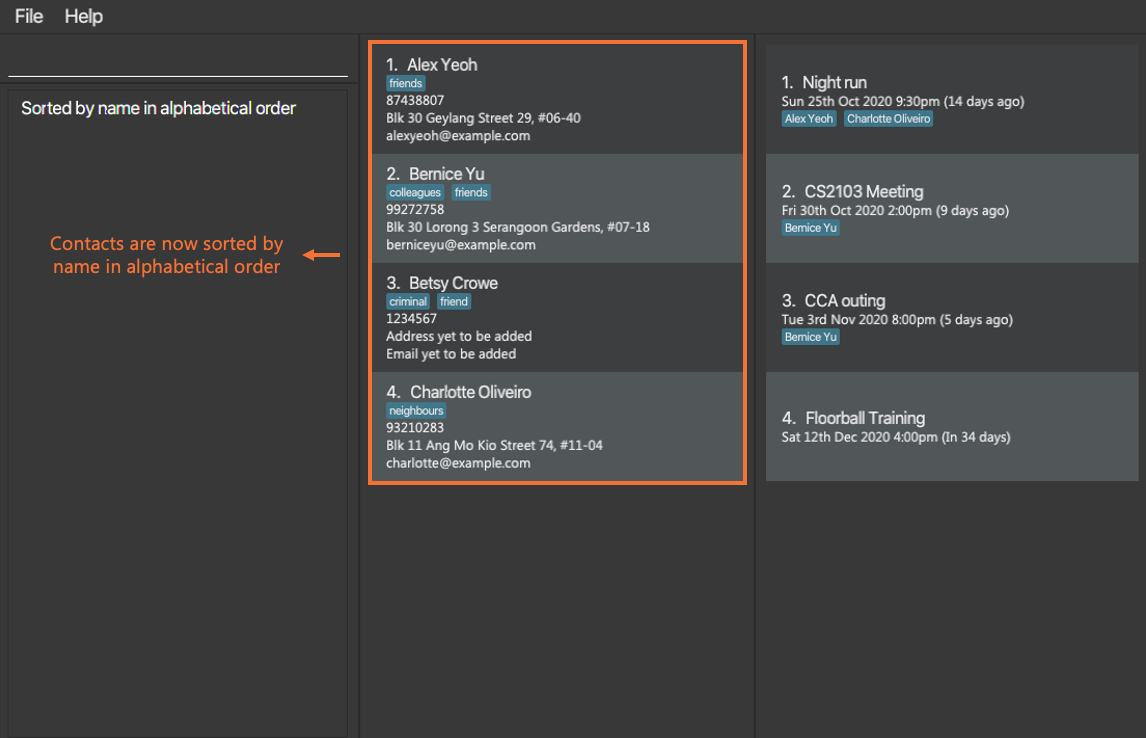 File Help
Sorted by name in alphabetical order
Contacts are now sorted by
name in alphabetical order
1. Alex Yeoh
friends
87438807
Blk 30 Geylang Street 29, #06-40
alexyeoh@example.com
2. Bernice Yu
colleagues friends
99272758
Blk 30 Lorong 3 Serangoon Gardens, #07-18
berniceyu@example.com
3. Betsy Crowe
criminal friend
1234567
Address yet to be added
Email yet to be added
4. Charlotte Oliveiro
neighbours
93210283
Blk 11 Ang Mo Kio Street 74, #11-04
charlotte@example.com
1. Night run
Sun 25th Oct 2020 9:30pm (14 days ago)
Alex Yeoh Charlotte Oliveiro
2. CS2103 Meeting
Fri 30th Oct 2020 2:00pm (9 days ago)
Bernice Yu
3. CCA outing
Tue 3rd Nov 2020 8:00pm (5 days ago)
Bernice Yu
4. Floorball Training
Sat 12th Dec 2020 4:00pm (In 34 days)